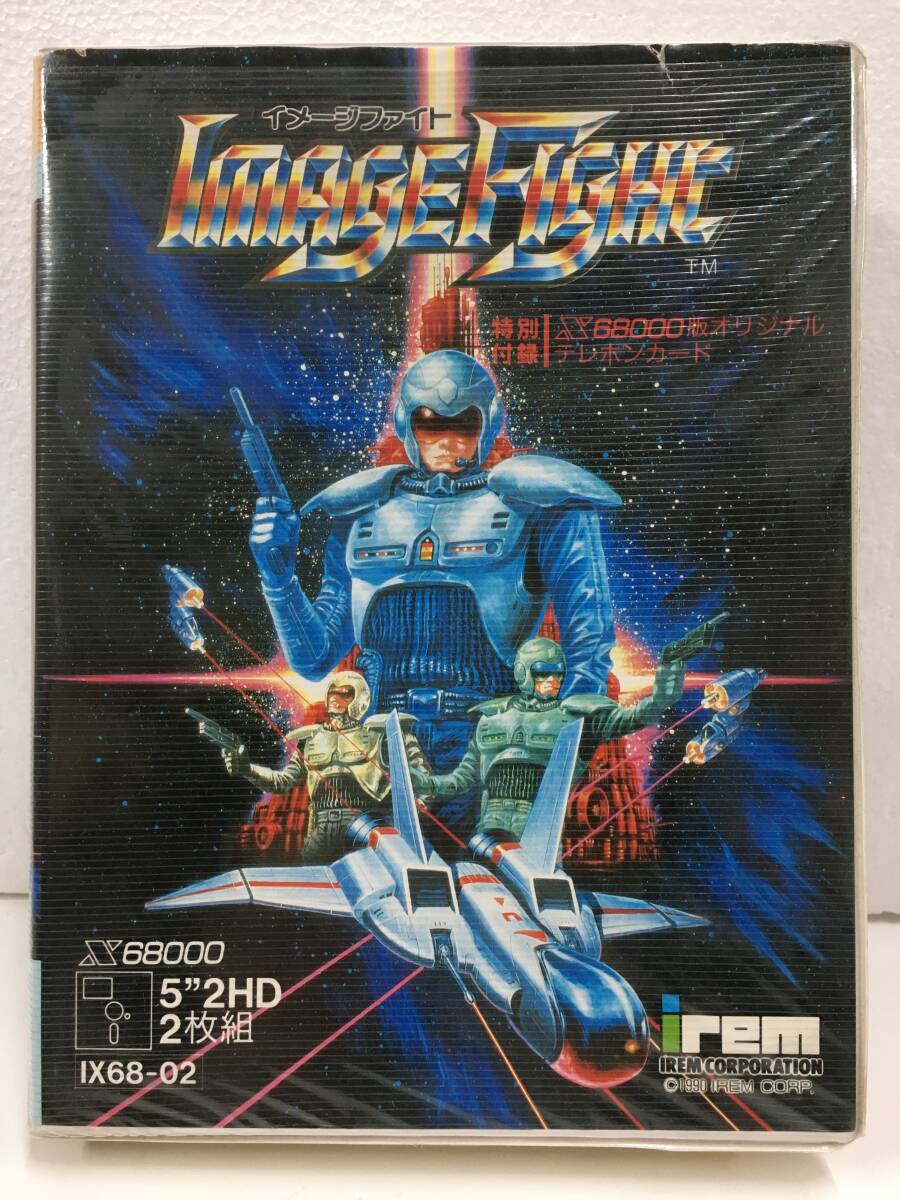 イメージファイト
IMAGEFIGHT
TM
特別付録
X68000版オリジナル
テレホンカード
X68000
5”2HD
2枚組
IX68-02
irem
IREM CORPORATION
©1990 IREM CORP.